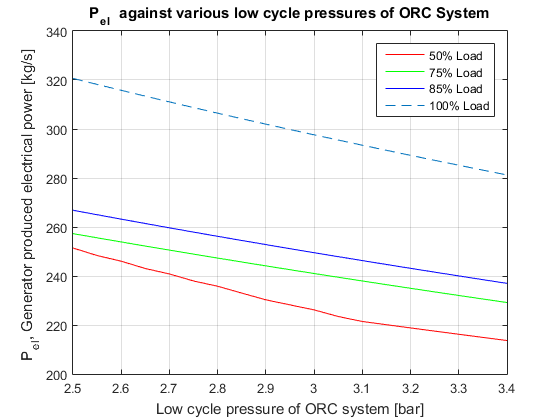 P_el against various low cycle pressures of ORC System
P_el, Generator produced electrical power [kg/s]
340
320
300
280
260
240
220
200
50% Load
75% Load
85% Load
100% Load
2.5 2.6 2.7 2.8 2.9 3 3.1 3.2 3.3 3.4
Low cycle pressure of ORC system [bar]